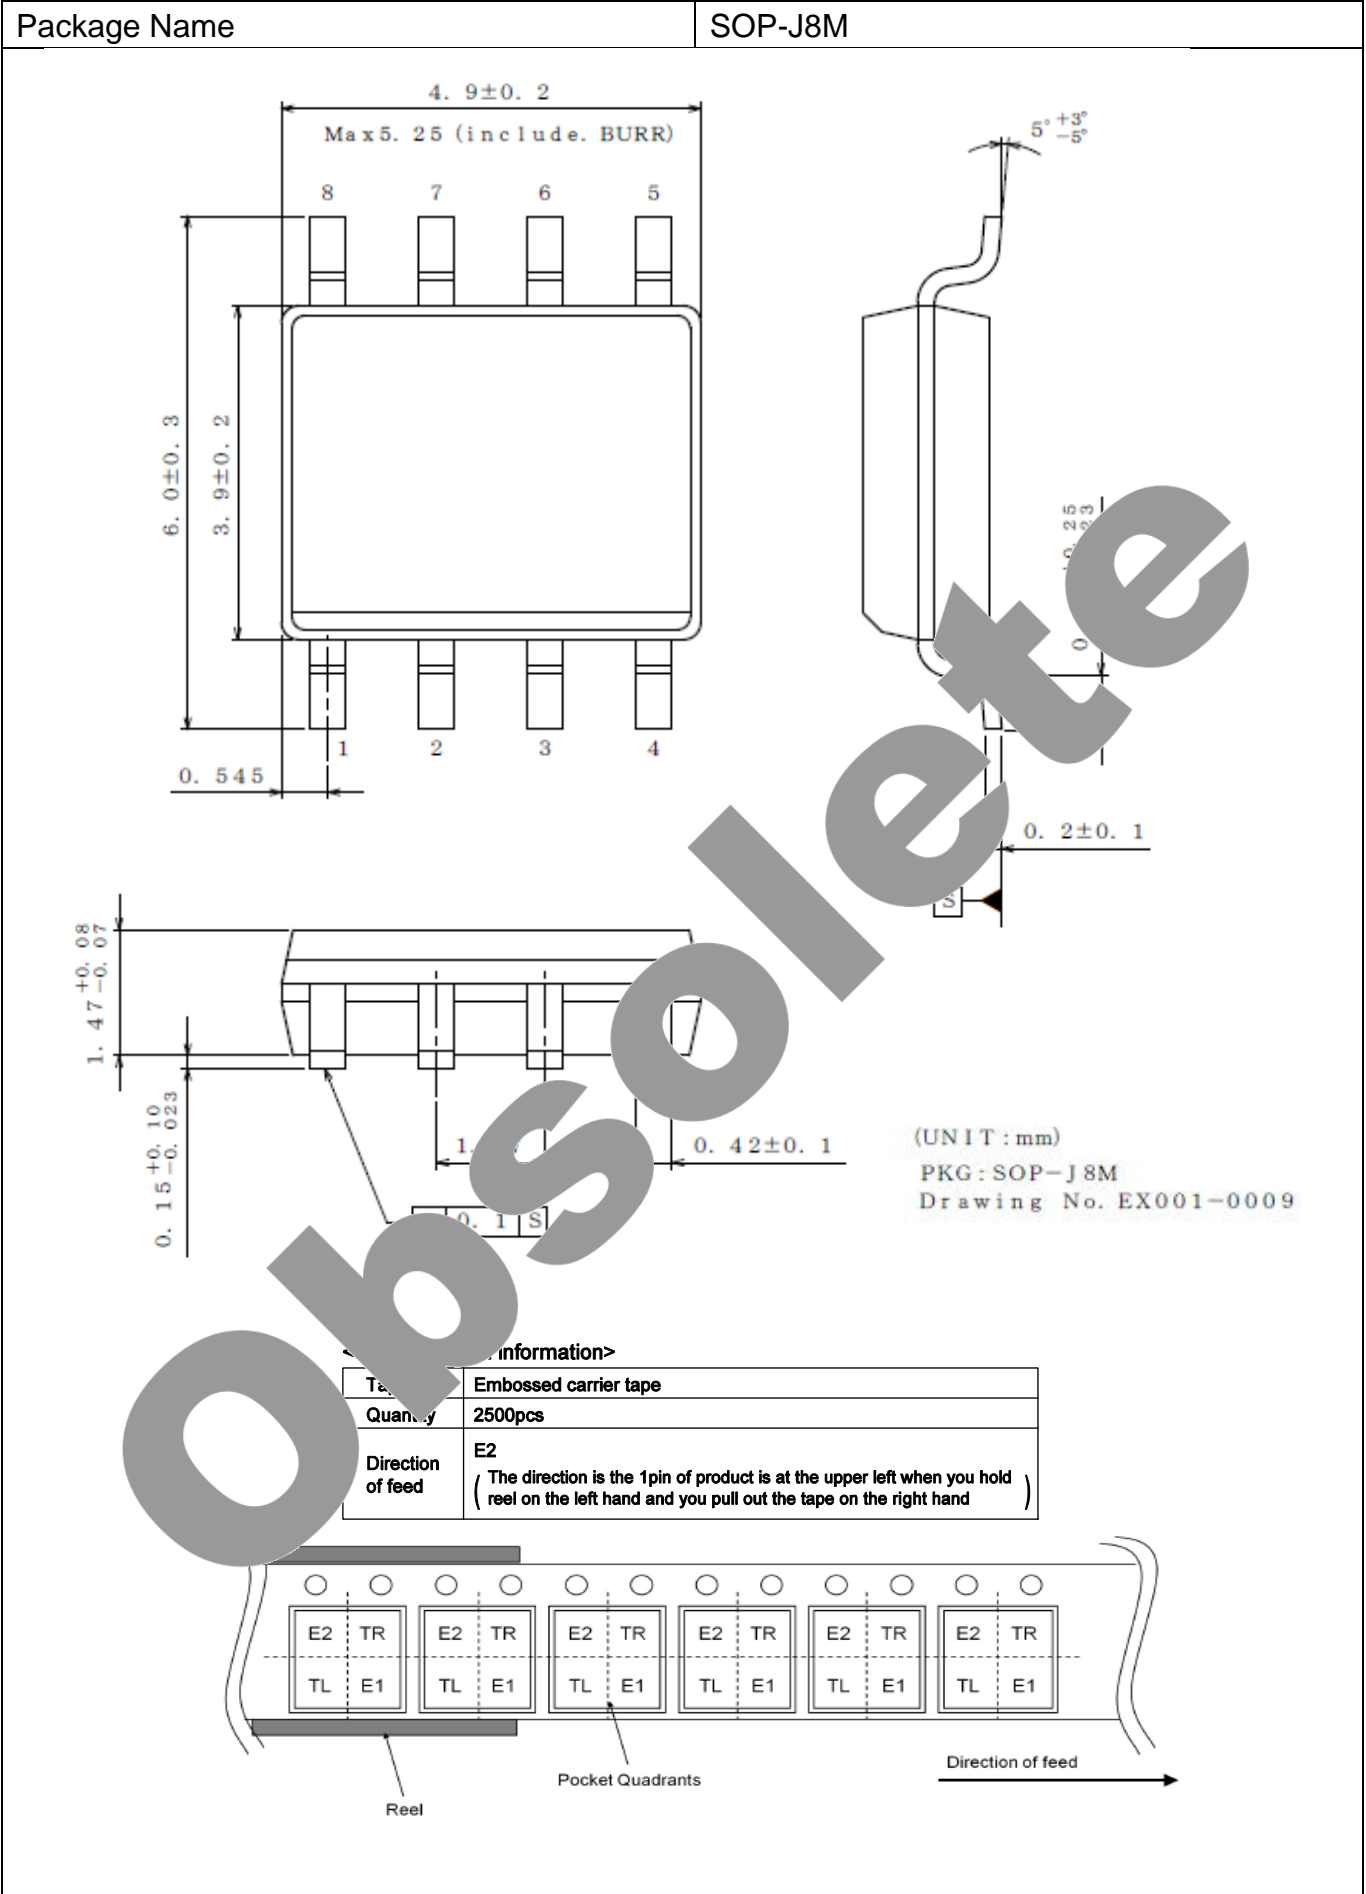 Package Name
SOP-J8M
4. 9±0. 2
Max5. 25 (include. BURR)
5° +3° −5°
8 7 6 5
6. 0±0. 3
3. 9±0. 2
25
23
0
1 2 3 4
0. 545
0. 2±0. 1
S
1. 47 +0. 08 −0. 07
0. 15 +0. 10 −0. 023
1.
0. 42±0. 1
0. 1 S
(UNIT : mm)
PKG : SOP−J8M
Drawing No. EX001−0009
Obsolete
Information>
Embossed carrier tape
Quantity 2500pcs
Direction of feed
E2
( The direction is the 1pin of product is at the upper left when you hold
reel on the left hand and you pull out the tape on the right hand )
E2 TR E2 TR E2 TR E2 TR E2 TR E2 TR
TL E1 TL E1 TL E1 TL E1 TL E1 TL E1
Direction of feed
Pocket Quadrants
Reel